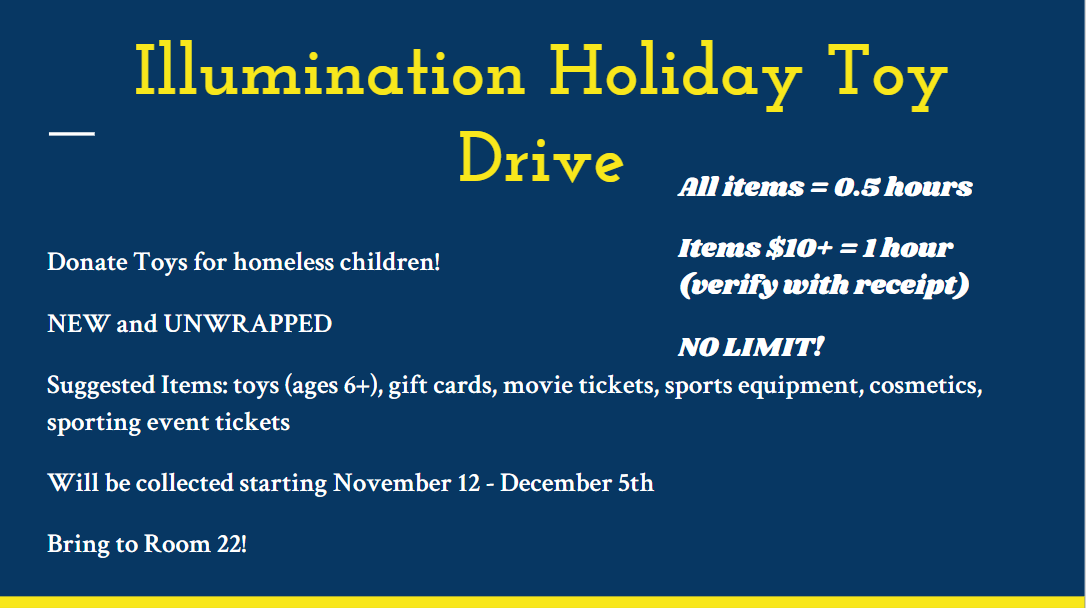 Illumination Holiday Toy
Drive
All items = 0.5 hours
Items $10+ = 1 hour
(verify with receipt)
NO LIMIT!
Donate Toys for homeless children!
NEW and UNWRAPPED
Suggested Items: toys (ages 6+), gift cards, movie tickets, sports equipment, cosmetics,
sporting event tickets
Will be collected starting November 12 - December 5th
Bring to Room 22!